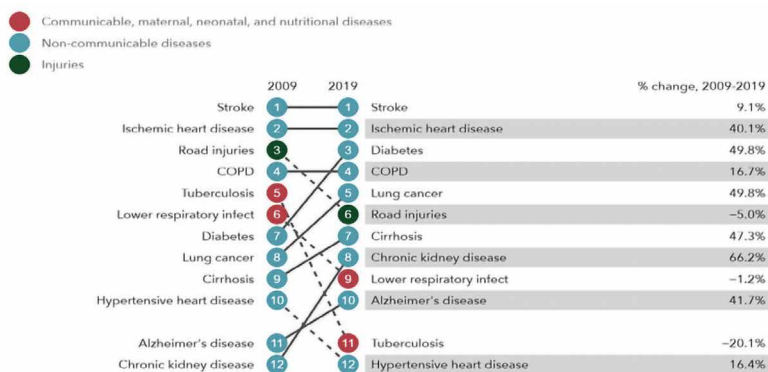 Communicable, maternal, neonatal, and nutritional diseases
Non-communicable diseases
Injuries
2009 2019 % change, 2009-2019
Stroke 1 1 Stroke 9.1%
Ischemic heart disease 2 2 Ischemic heart disease 40.1%
Road injuries 3 3 Diabetes 49.8%
COPD 4 4 COPD 16.7%
Tuberculosis 5 5 Lung cancer 49.8%
Lower respiratory infect 6 6 Road injuries −5.0%
Diabetes 7 7 Cirrhosis 47.3%
Lung cancer 8 8 Chronic kidney disease 66.2%
Cirrhosis 9 9 Lower respiratory infect −1.2%
Hypertensive heart disease 10 10 Alzheimer's disease 41.7%
Alzheimer's disease 11 11 Tuberculosis −20.1%
Chronic kidney disease 12 12 Hypertensive heart disease 16.4%